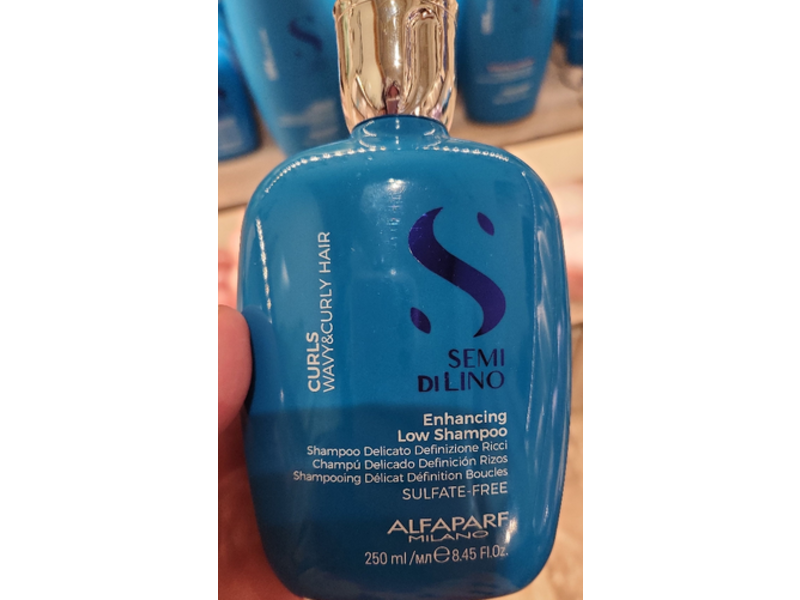 CURLS
WAVY&CURLY HAIR
SEMI
DI LINO
Enhancing
Low Shampoo
Shampoo Delicato Definizione Ricci
Champú Delicado Definición Rizos
Shampooing Délicat Définition Boucles
SULFATE-FREE
ALFAPARF
MILANO
250 ml /мл ℮ 8.45 Fl.Oz.